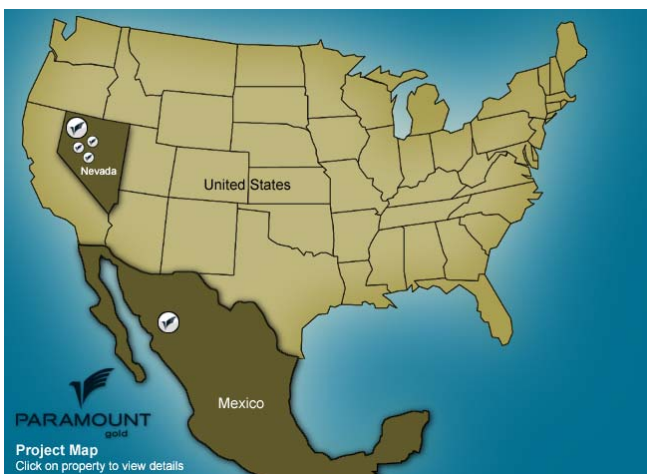 Nevada
United States
Mexico
PARAMOUNT
gold
Project Map
Click on property to view details